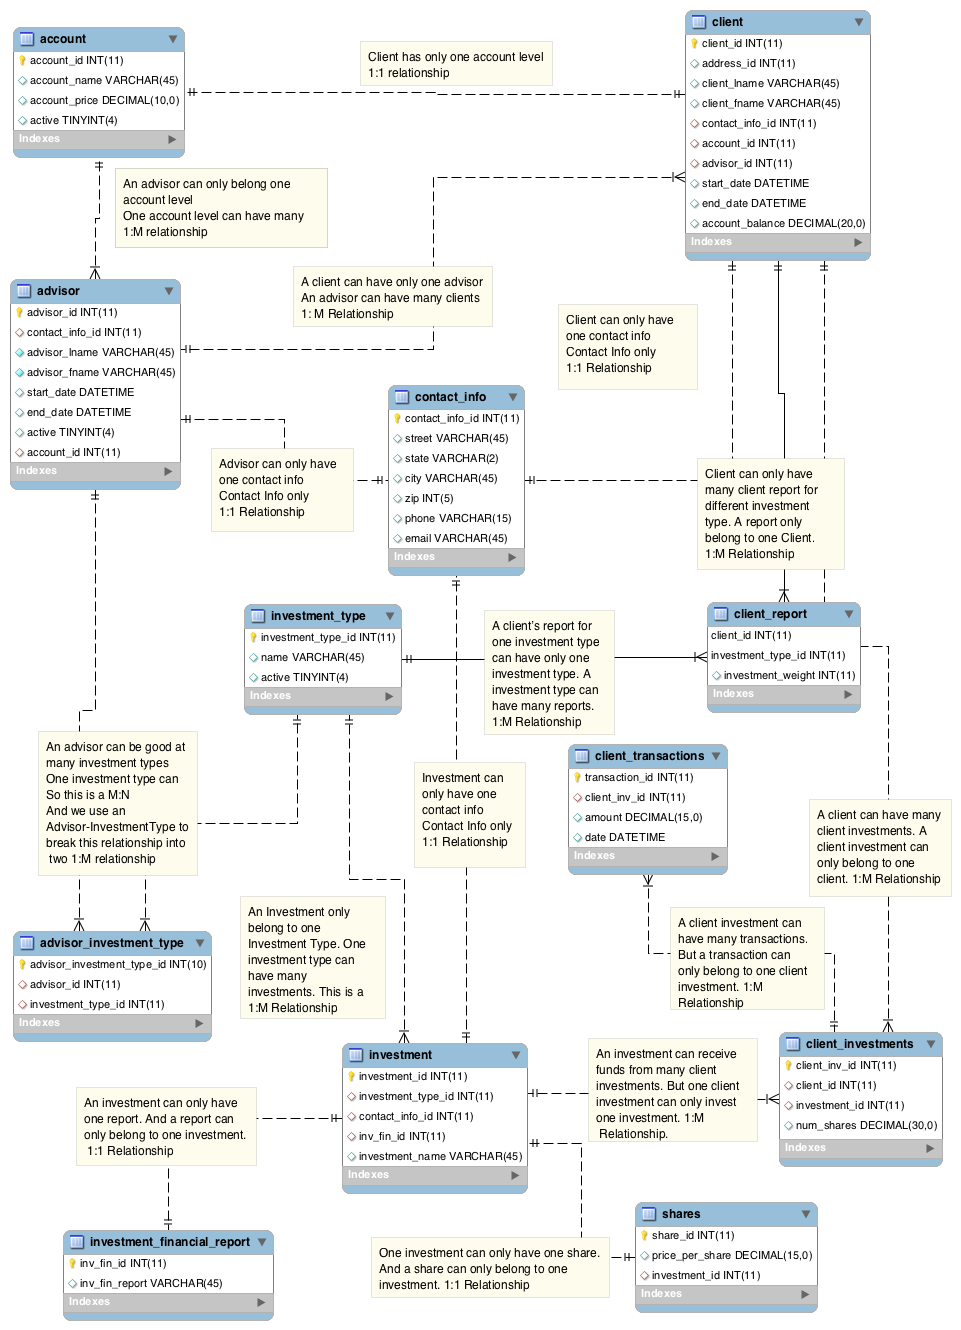 account
account_id INT(11)
account_name VARCHAR(45)
account_price DECIMAL(10,0)
active TINYINT(4)
Indexes
Client has only one account level
1:1 relationship
client
client_id INT(11)
address_id INT(11)
client_lname VARCHAR(45)
client_fname VARCHAR(45)
contact_info_id INT(11)
account_id INT(11)
advisor_id INT(11)
start_date DATETIME
end_date DATETIME
account_balance DECIMAL(20,0)
Indexes
An advisor can only belong one
account level
One account level can have many
1:M relationship
A client can have only one advisor
An advisor can have many clients
1: M Relationship
advisor
advisor_id INT(11)
contact_info_id INT(11)
advisor_lname VARCHAR(45)
advisor_fname VARCHAR(45)
start_date DATETIME
end_date DATETIME
active TINYINT(4)
account_id INT(11)
Indexes
Client can only have
one contact info
Contact Info only
1:1 Relationship
contact_info
contact_info_id INT(11)
street VARCHAR(45)
state VARCHAR(2)
city VARCHAR(45)
zip INT(5)
phone VARCHAR(15)
email VARCHAR(45)
Indexes
Advisor can only have
one contact info
Contact Info only
1:1 Relationship
Client can only have
many client report for
different investment
type. A report only
belong to one Client.
1:M Relationship
investment_type
investment_type_id INT(11)
name VARCHAR(45)
active TINYINT(4)
Indexes
A client's report for
one investment type
can have only one
investment type. A
investment type can
have many reports.
1:M Relationship
client_report
client_id INT(11)
investment_type_id INT(11)
investment_weight INT(11)
Indexes
An advisor can be good at
many investment types
One investment type can
So this is a M:N
And we use an
Advisor-InvestmentType to
break this relationship into
two 1:M relationship
Investment can
only have one
contact info
Contact Info only
1:1 Relationship
client_transactions
transaction_id INT(11)
client_inv_id INT(11)
amount DECIMAL(15,0)
date DATETIME
Indexes
A client can have many
client investments. A
client investment can
only belong to one
client. 1:M Relationship
advisor_investment_type
advisor_investment_type_id INT(10)
advisor_id INT(11)
investment_type_id INT(11)
Indexes
An Investment only
belong to one
Investment Type. One
investment type can
have many
investments. This is a
1:M Relationship
A client investment can
have many transactions.
But a transaction can
only belong to one client
investment. 1:M
Relationship
investment
investment_id INT(11)
investment_type_id INT(11)
contact_info_id INT(11)
inv_fin_id INT(11)
investment_name VARCHAR(45)
Indexes
An investment can receive
funds from many client
investments. But one client
investment can only invest
one investment. 1:M
Relationship.
client_investments
client_inv_id INT(11)
client_id INT(11)
investment_id INT(11)
num_shares DECIMAL(30,0)
Indexes
An investment can only have
one report. And a report can
only belong to one investment.
1:1 Relationship
investment_financial_report
inv_fin_id INT(11)
inv_fin_report VARCHAR(45)
Indexes
One investment can only have one share.
And a share can only belong to one
investment. 1:1 Relationship
shares
share_id INT(11)
price_per_share DECIMAL(15,0)
investment_id INT(11)
Indexes